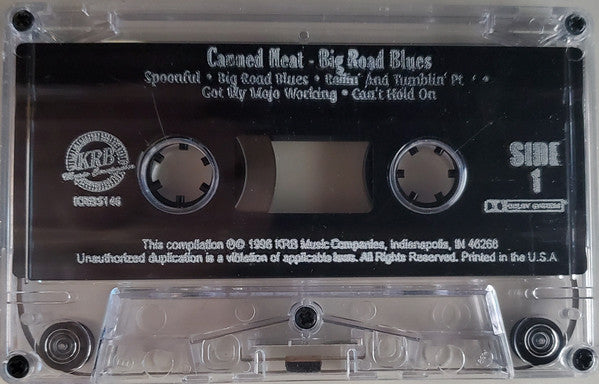 Canned Heat - Big Road Blues
Spoonful • Big Road Blues • Rollin' And Tumblin' Pt.
Got My Mojo Working • Can't Hold On
KRB
KRB5146
SIDE
1
DOLBY SYSTEM
This compilation ℗© 1996 KRB Music Companies, Indianapolis, IN 46268
Unauthorized duplication is a violation of applicable laws. All Rights Reserved. Printed in the U.S.A